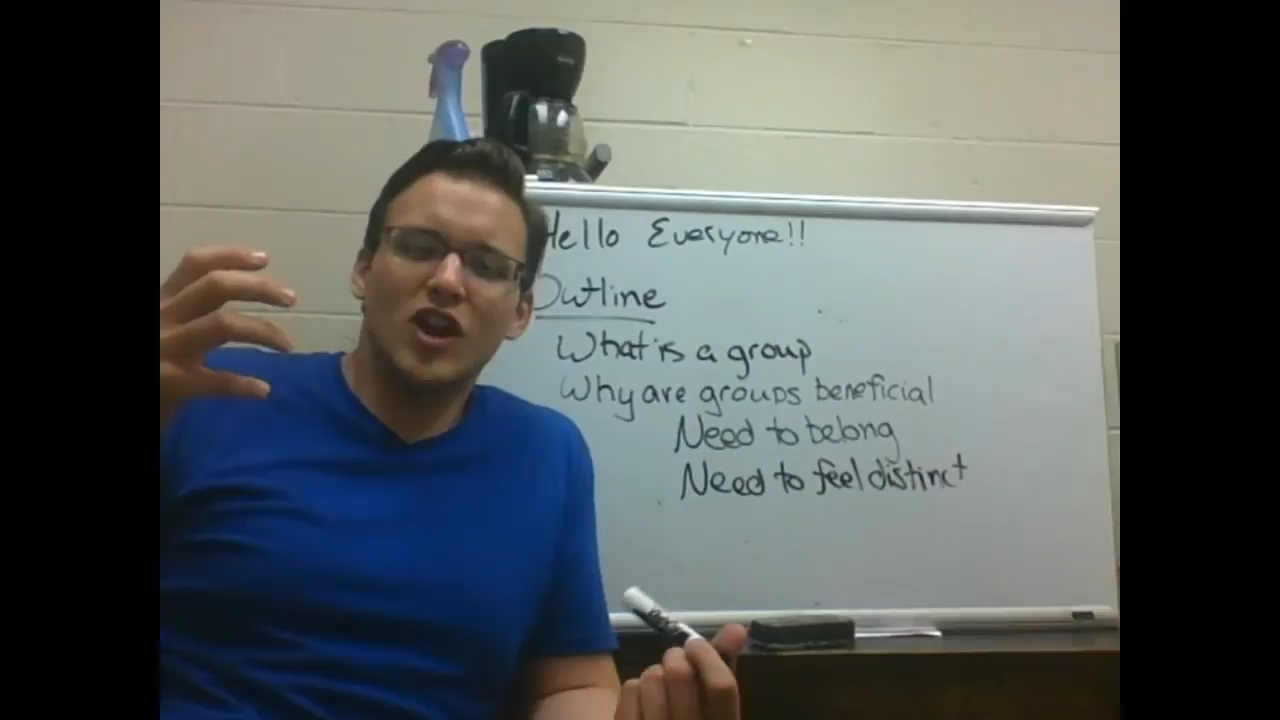 Hello Everyone!!
Outline
What is a group
Why are groups beneficial
Need to belong
Need to feel distinct